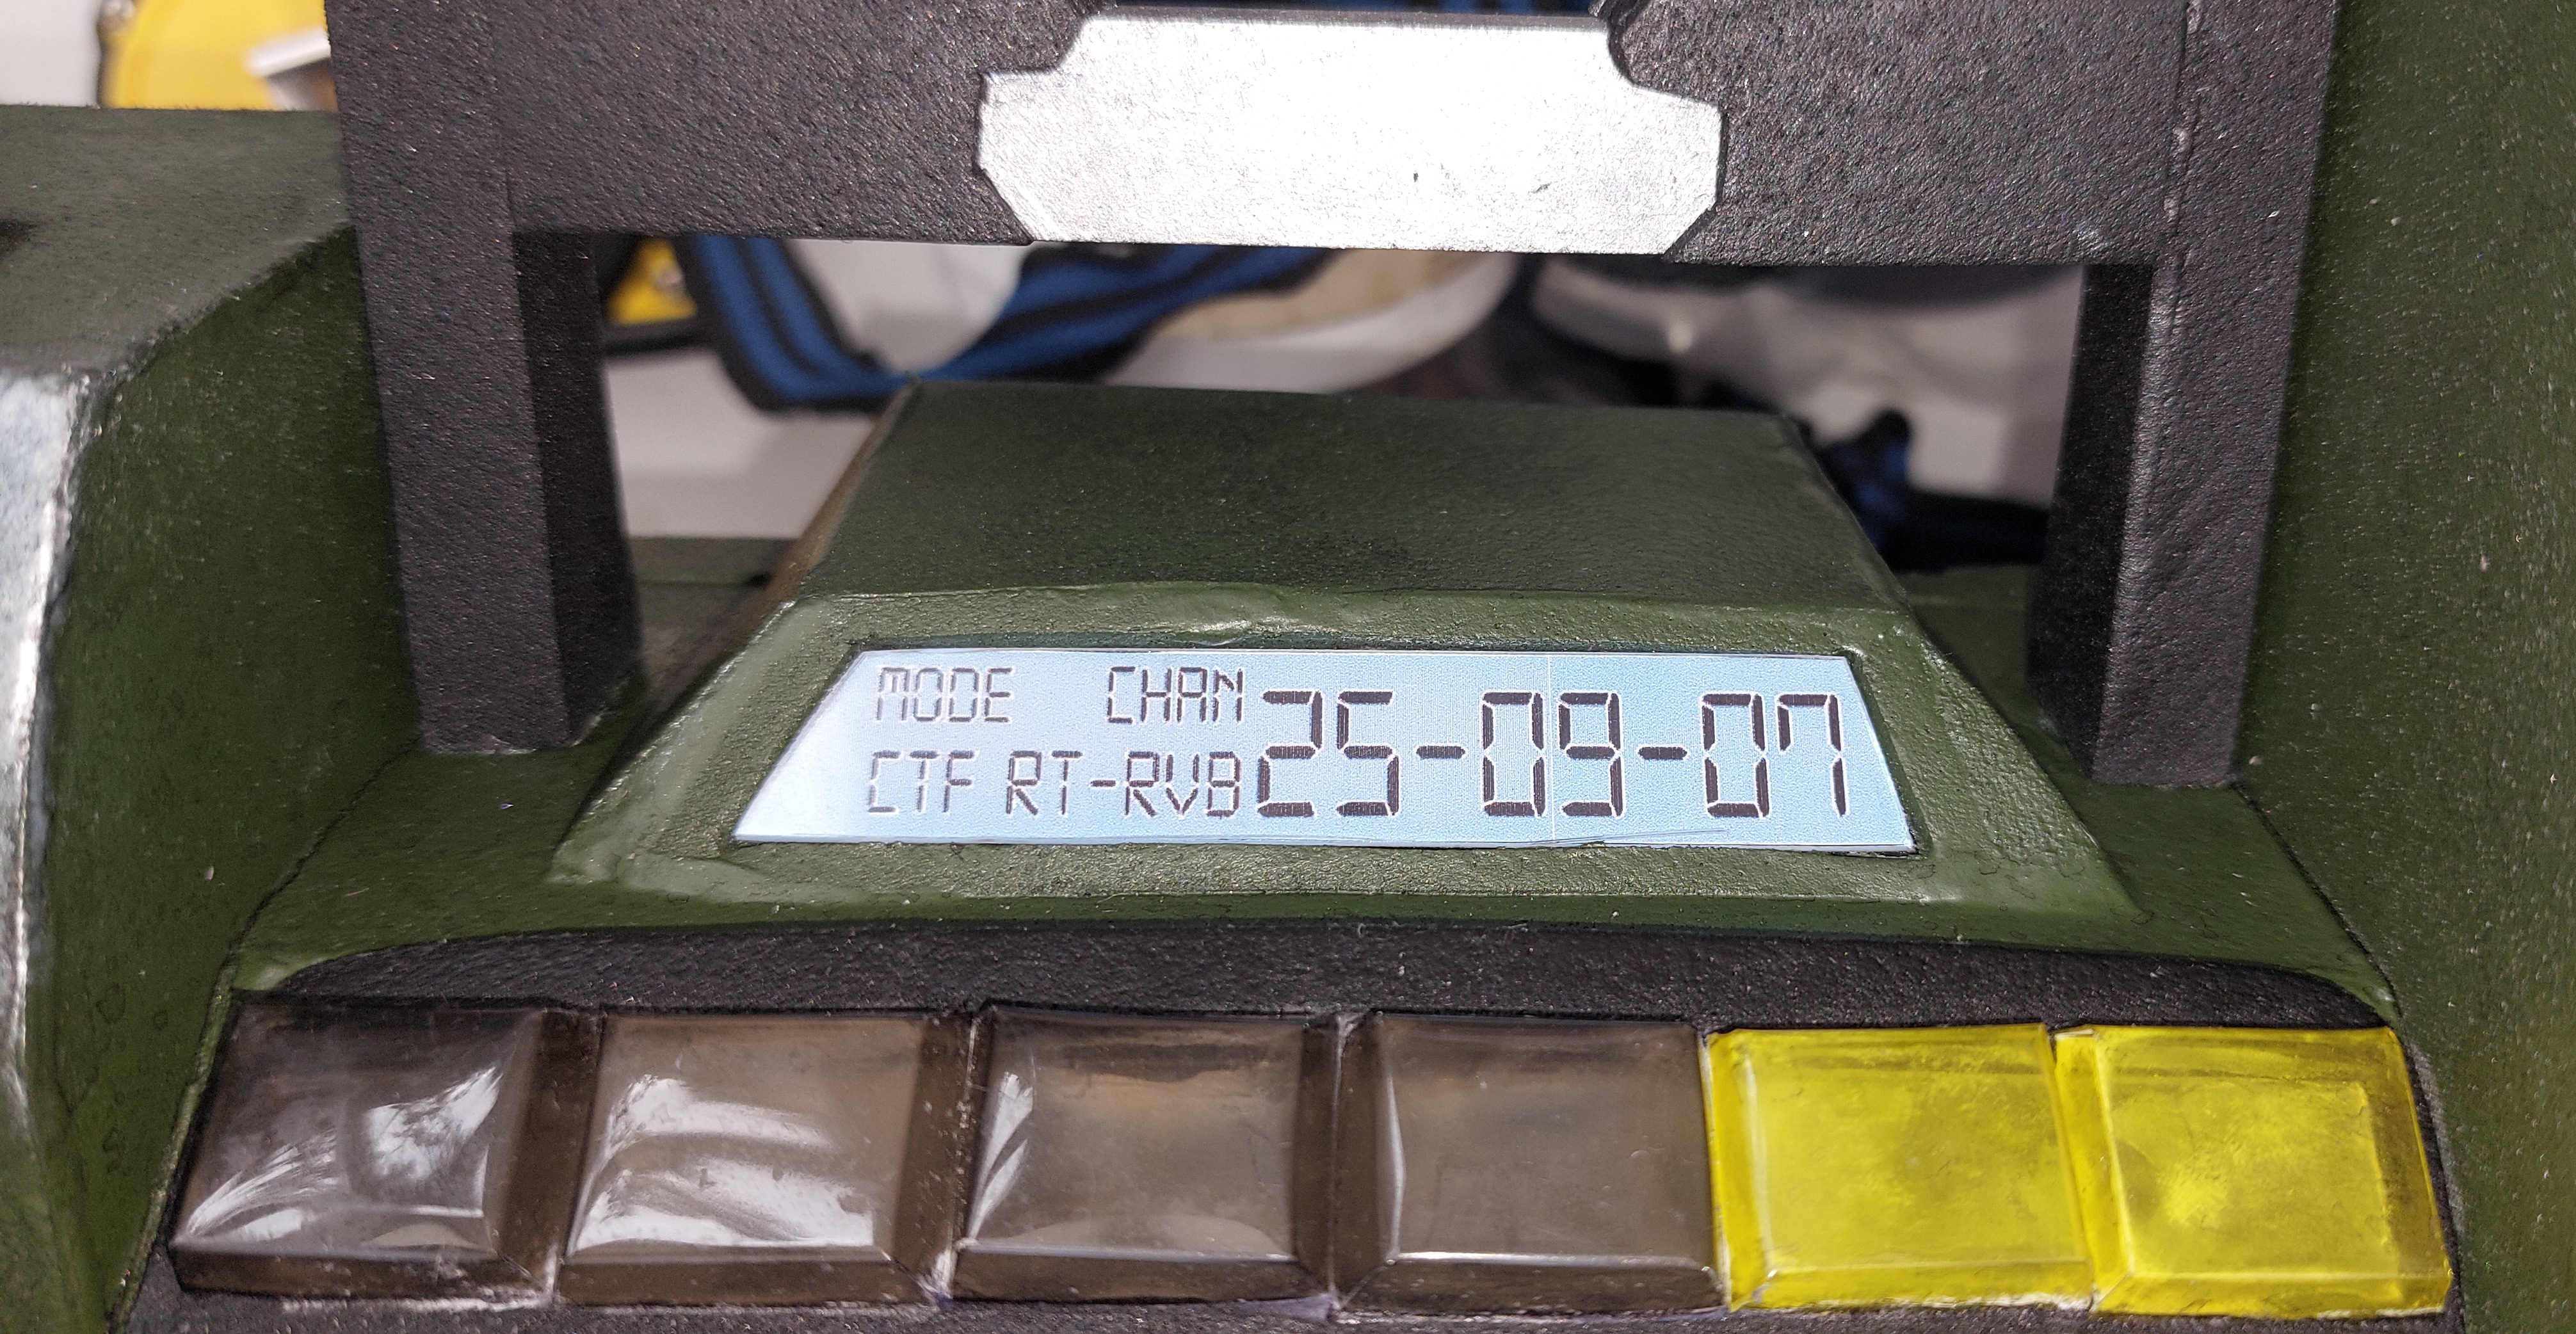 MODE CHAN
CTF RT-RVB
25-09-07